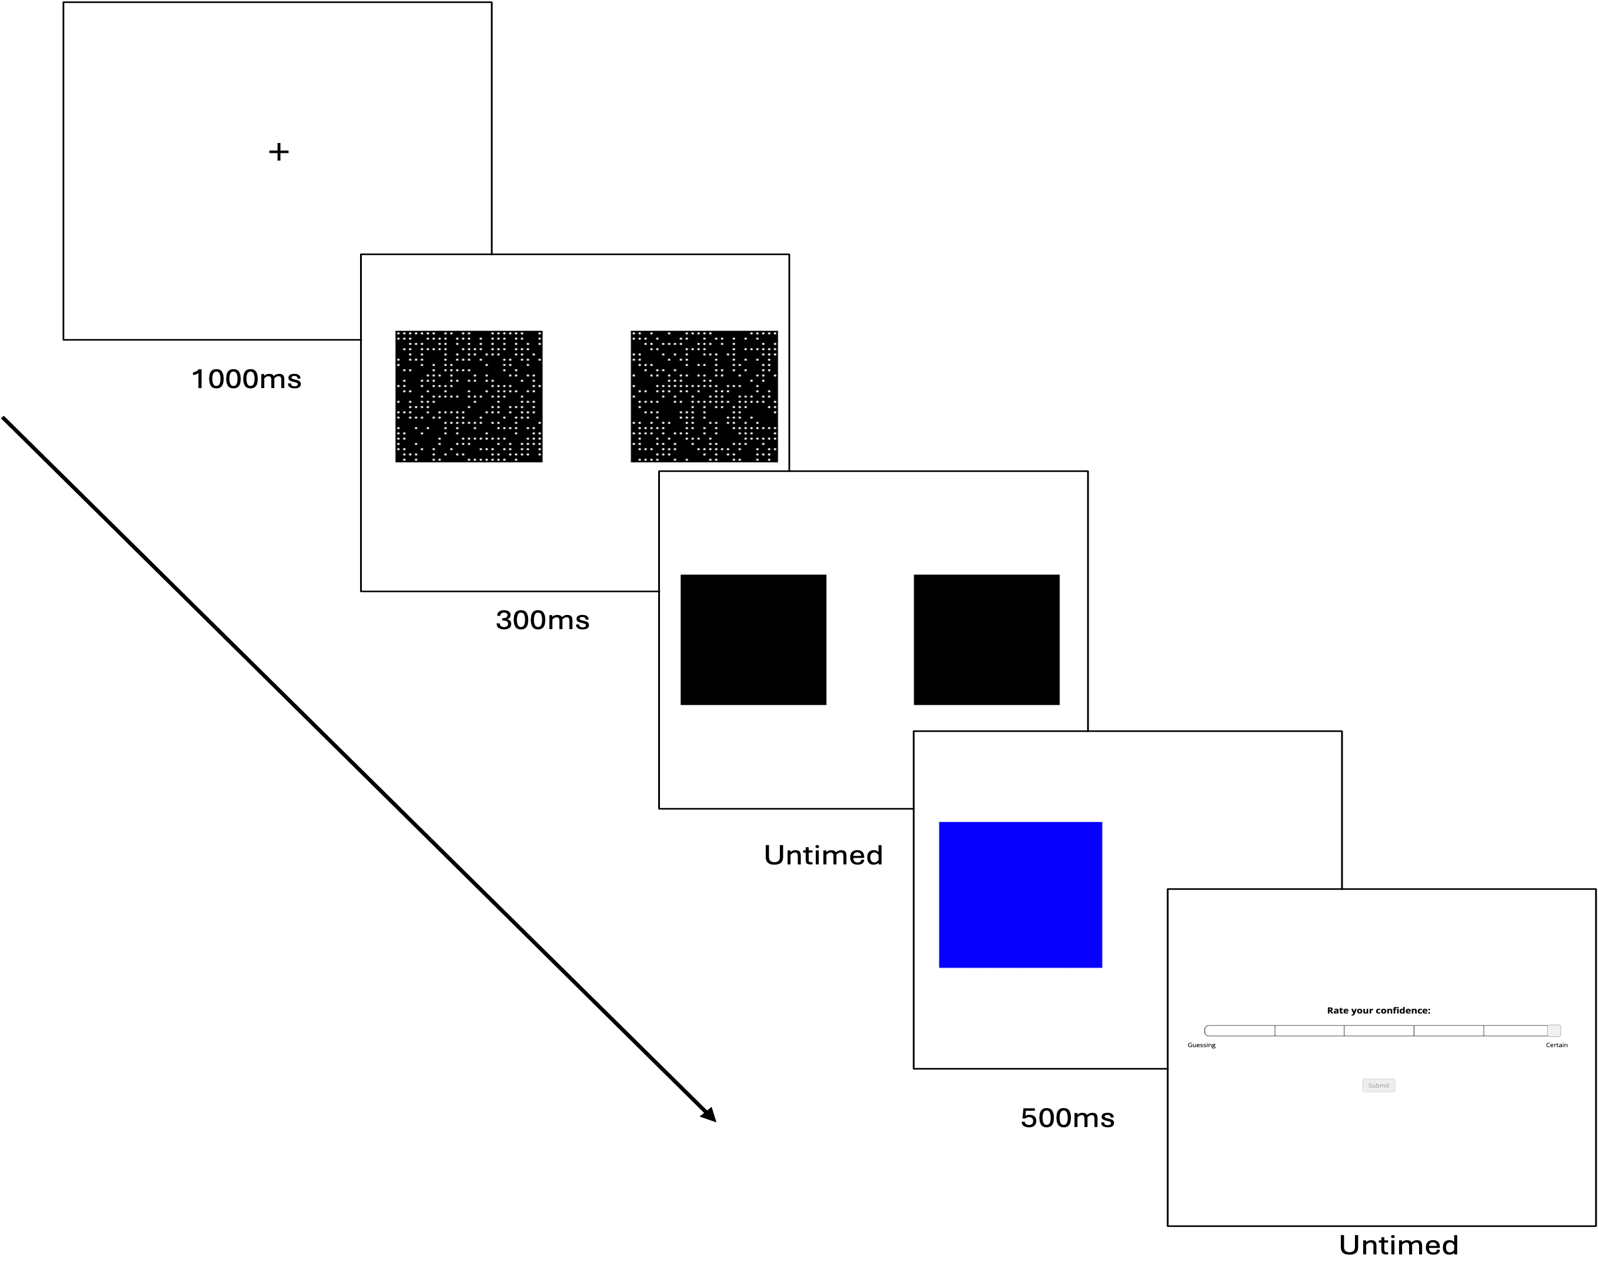 1000ms
300ms
Untimed
500ms
Rate your confidence:
Guessing
Certain
Submit
Untimed